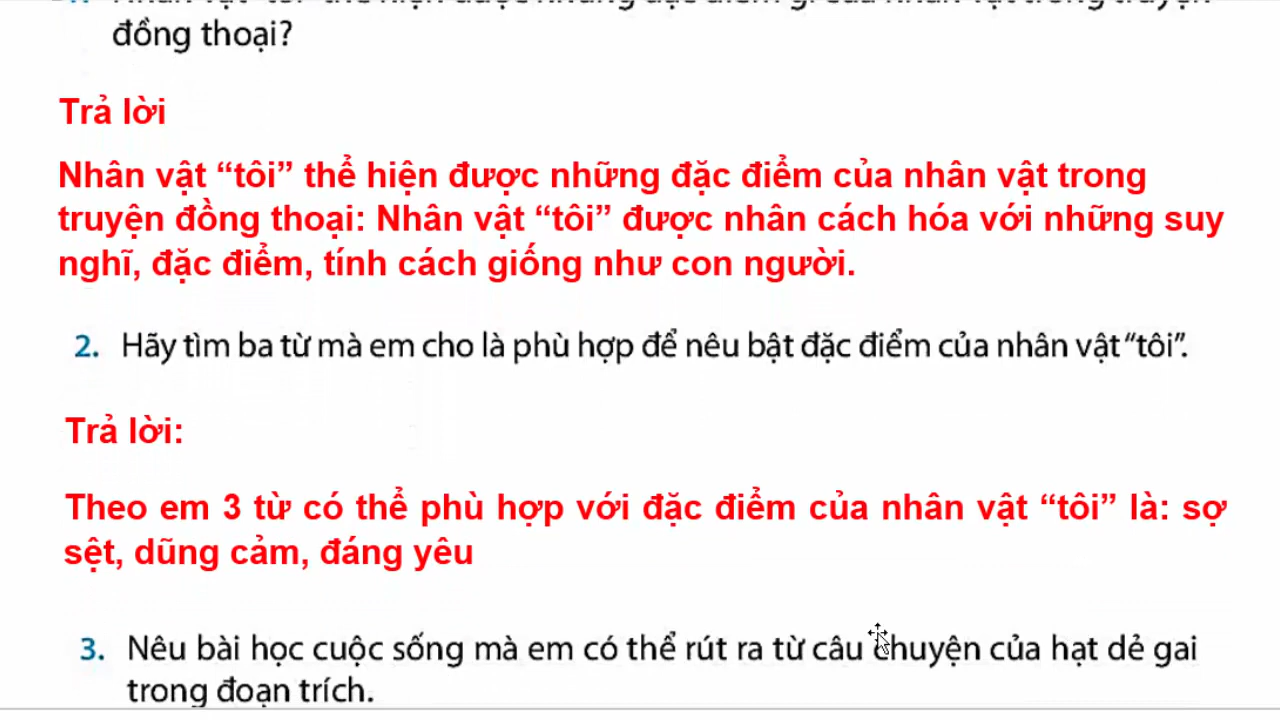 đồng thoại?
Trả lời
Nhân vật “tôi” thể hiện được những đặc điểm của nhân vật trong
truyện đồng thoại: Nhân vật “tôi” được nhân cách hóa với những suy
nghĩ, đặc điểm, tính cách giống như con người.
2. Hãy tìm ba từ mà em cho là phù hợp để nêu bật đặc điểm của nhân vật “tôi”.
Trả lời:
Theo em 3 từ có thể phù hợp với đặc điểm của nhân vật “tôi” là: sợ
sệt, dũng cảm, đáng yêu
3. Nêu bài học cuộc sống mà em có thể rút ra từ câu chuyện của hạt dẻ gai
trong đoạn trích.